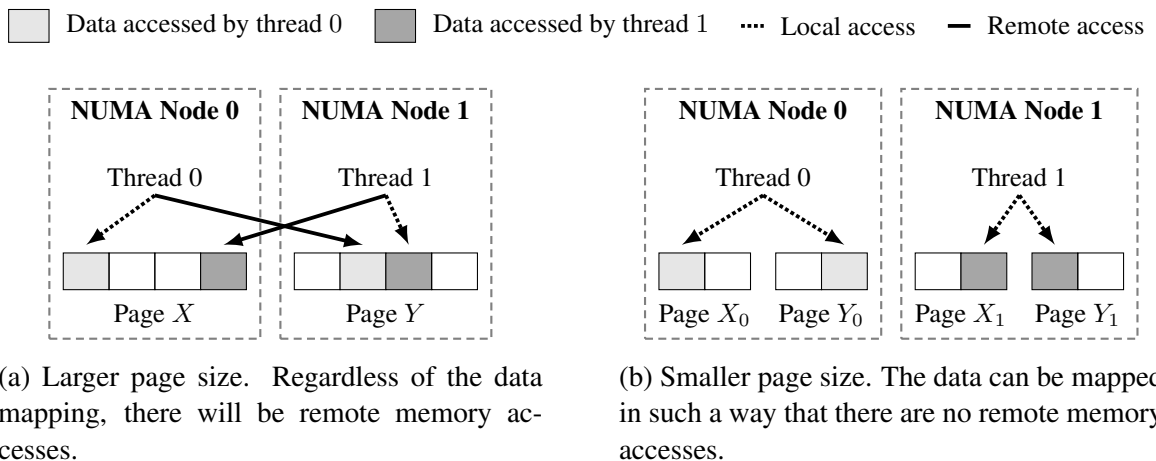 Data accessed by thread 0 Data accessed by thread 1 Local access Remote access
NUMA Node 0 NUMA Node 1 NUMA Node 0 NUMA Node 1
Thread 0 Thread 1 Thread 0 Thread 1
Page X Page Y Page X₀ Page Y₀ Page X₁ Page Y₁
(a) Larger page size. Regardless of the data
mapping, there will be remote memory ac-
cesses.
(b) Smaller page size. The data can be mapped
in such a way that there are no remote memory
accesses.